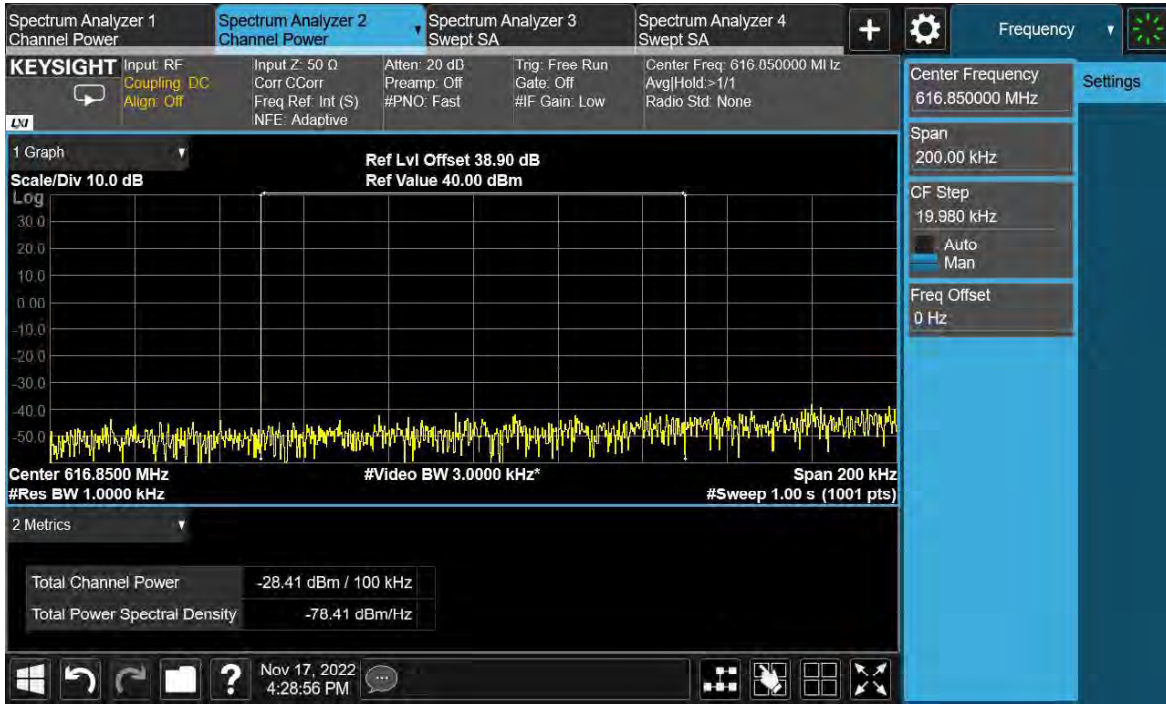 Spectrum Analyzer 1
Channel Power
Spectrum Analyzer 2
Channel Power
Spectrum Analyzer 3
Swept SA
Spectrum Analyzer 4
Swept SA
+
Frequency
KEYSIGHT
LXI
Input: RF
Coupling: DC
Align: Off
Input Z: 50 Ω
Corr CCorr
Freq Ref: Int (S)
NFE: Adaptive
Atten: 20 dB
Preamp: Off
#PNO: Fast
Trig: Free Run
Gate: Off
#IF Gain: Low
Center Freq: 616.850000 MHz
Avg|Hold:>1/1
Radio Std: None
Center Frequency
616.850000 MHz
Settings
Span
200.00 kHz
CF Step
19.980 kHz
Auto
Man
Freq Offset
0 Hz
1 Graph
Scale/Div 10.0 dB
Ref Lvl Offset 38.90 dB
Ref Value 40.00 dBm
Log
30.0
20.0
10.0
0.00
-10.0
-20.0
-30.0
-40.0
-50.0
Center 616.8500 MHz
#Video BW 3.0000 kHz*
Span 200 kHz
#Res BW 1.0000 kHz
#Sweep 1.00 s (1001 pts)
2 Metrics
Total Channel Power -28.41 dBm / 100 kHz
Total Power Spectral Density -78.41 dBm/Hz
?
Nov 17, 2022
4:28:56 PM